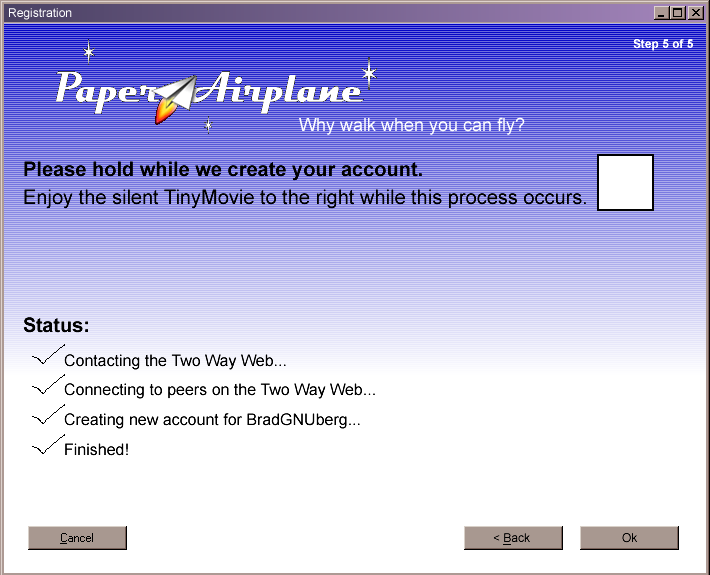 Registration
Step 5 of 5
Paper Airplane
Why walk when you can fly?
Please hold while we create your account.
Enjoy the silent TinyMovie to the right while this process occurs.
Status:
Contacting the Two Way Web...
Connecting to peers on the Two Way Web...
Creating new account for BradGNUberg...
Finished!
Cancel
< Back
Ok